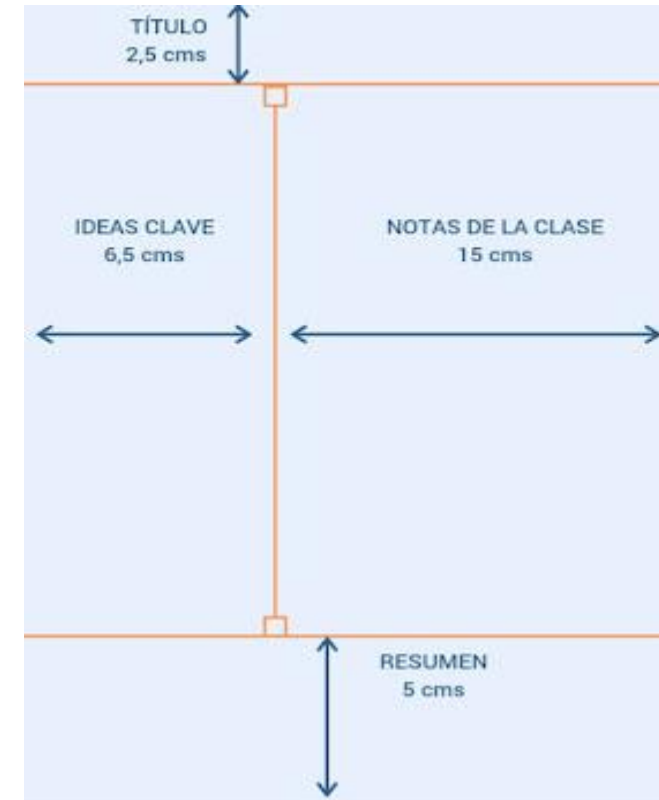 TÍTULO
2,5 cms
IDEAS CLAVE
6,5 cms
NOTAS DE LA CLASE
15 cms
RESUMEN
5 cms